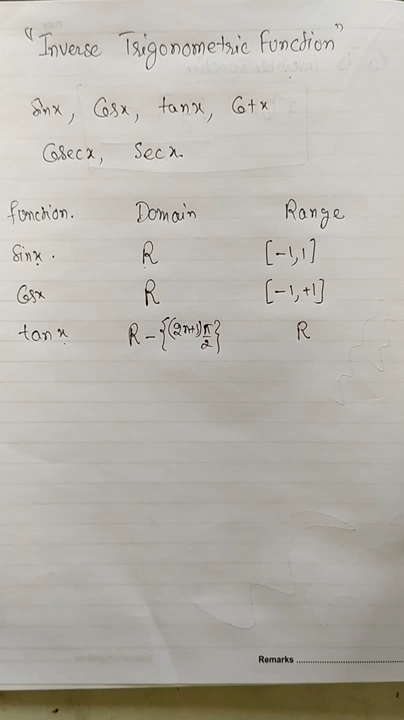 "Inverse Trigonometric function"
Sinx, Cosx, tanx, Cotx
Cosecx, Secx.
function. Domain Range
Sinx. R [-1,1]
Cosx R [-1,+1]
tanx R-{(2n+1)π/2} R
Remarks ..............................